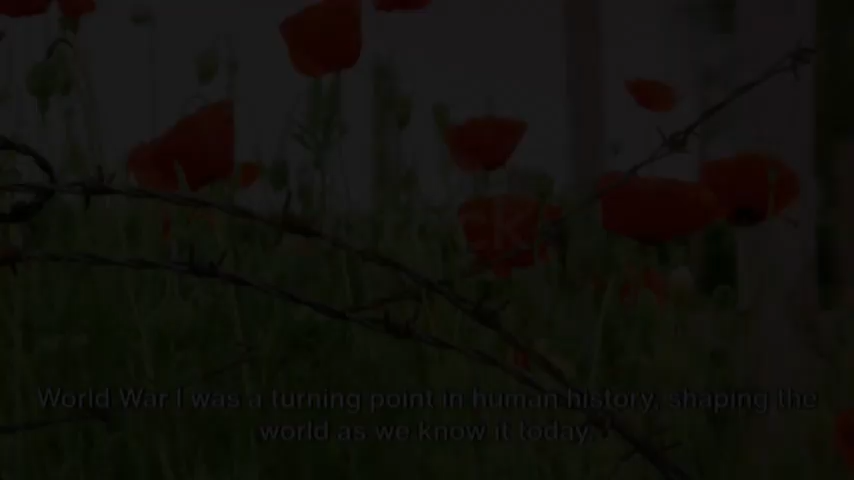 World War I was a turning point in human history, shaping the
world as we know it today